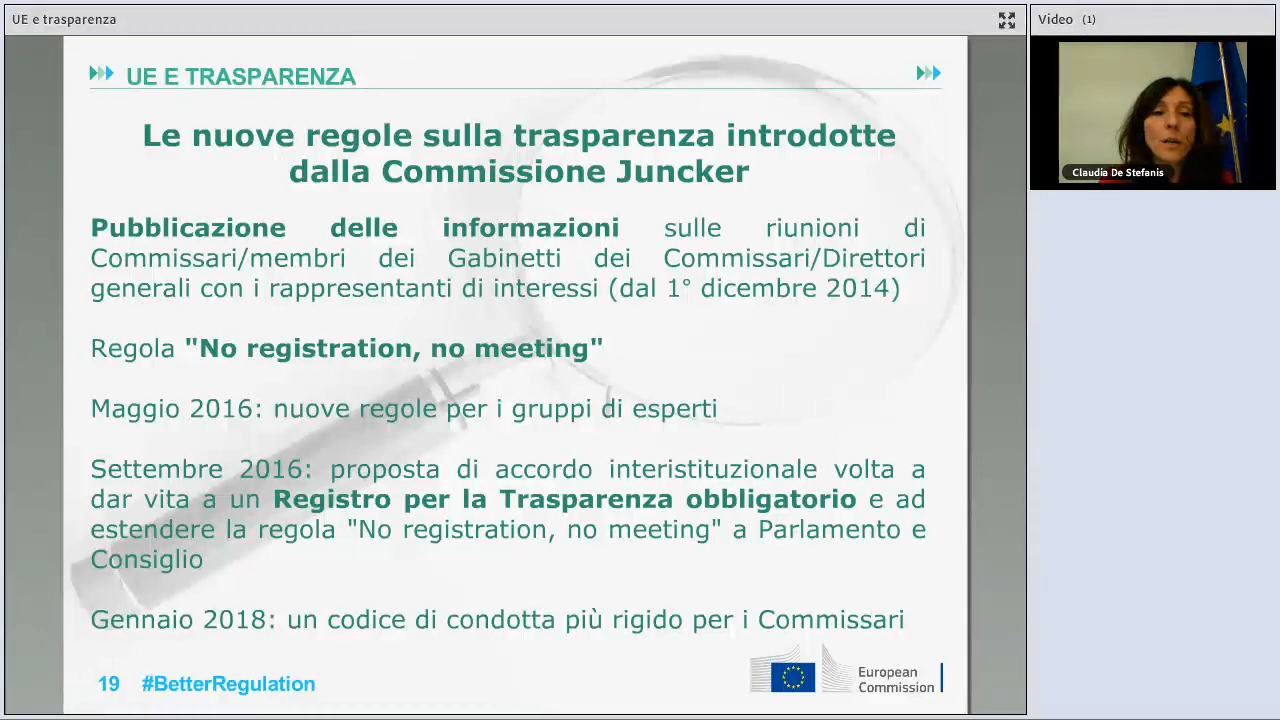 UE e trasparenza
Video (1)
UE E TRASPARENZA
Le nuove regole sulla trasparenza introdotte
dalla Commissione Juncker
Pubblicazione delle informazioni sulle riunioni di
Commissari/membri dei Gabinetti dei Commissari/Direttori
generali con i rappresentanti di interessi (dal 1° dicembre 2014)
Regola "No registration, no meeting"
Maggio 2016: nuove regole per i gruppi di esperti
Settembre 2016: proposta di accordo interistituzionale volta a
dar vita a un Registro per la Trasparenza obbligatorio e ad
estendere la regola "No registration, no meeting" a Parlamento e
Consiglio
Gennaio 2018: un codice di condotta più rigido per i Commissari
19 #BetterRegulation
European
Commission
Claudia De Stefanis